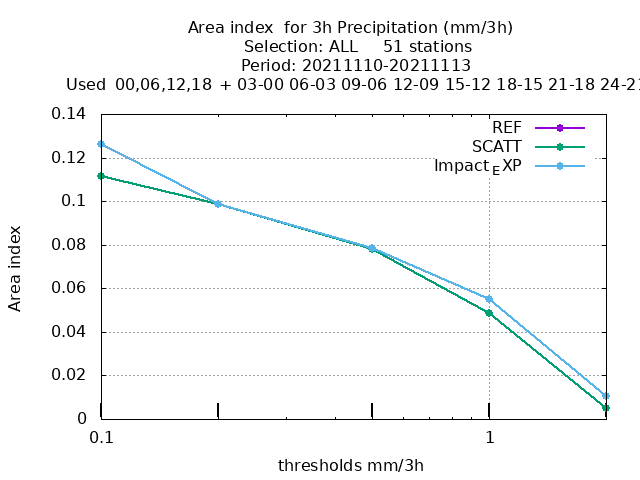 Area index  for 3h Precipitation (mm/3h)
Selection: ALL     51 stations
Period: 20211110-20211113
Used  00,06,12,18  + 03-00 06-03 09-06 12-09  15-12 18-15 21-18 24-21
0.14
0.12
0.1
0.08
0.06
0.04
0.02
0
REF
SCATT
Impact_EXP
Area index
0.1
1
thresholds mm/3h